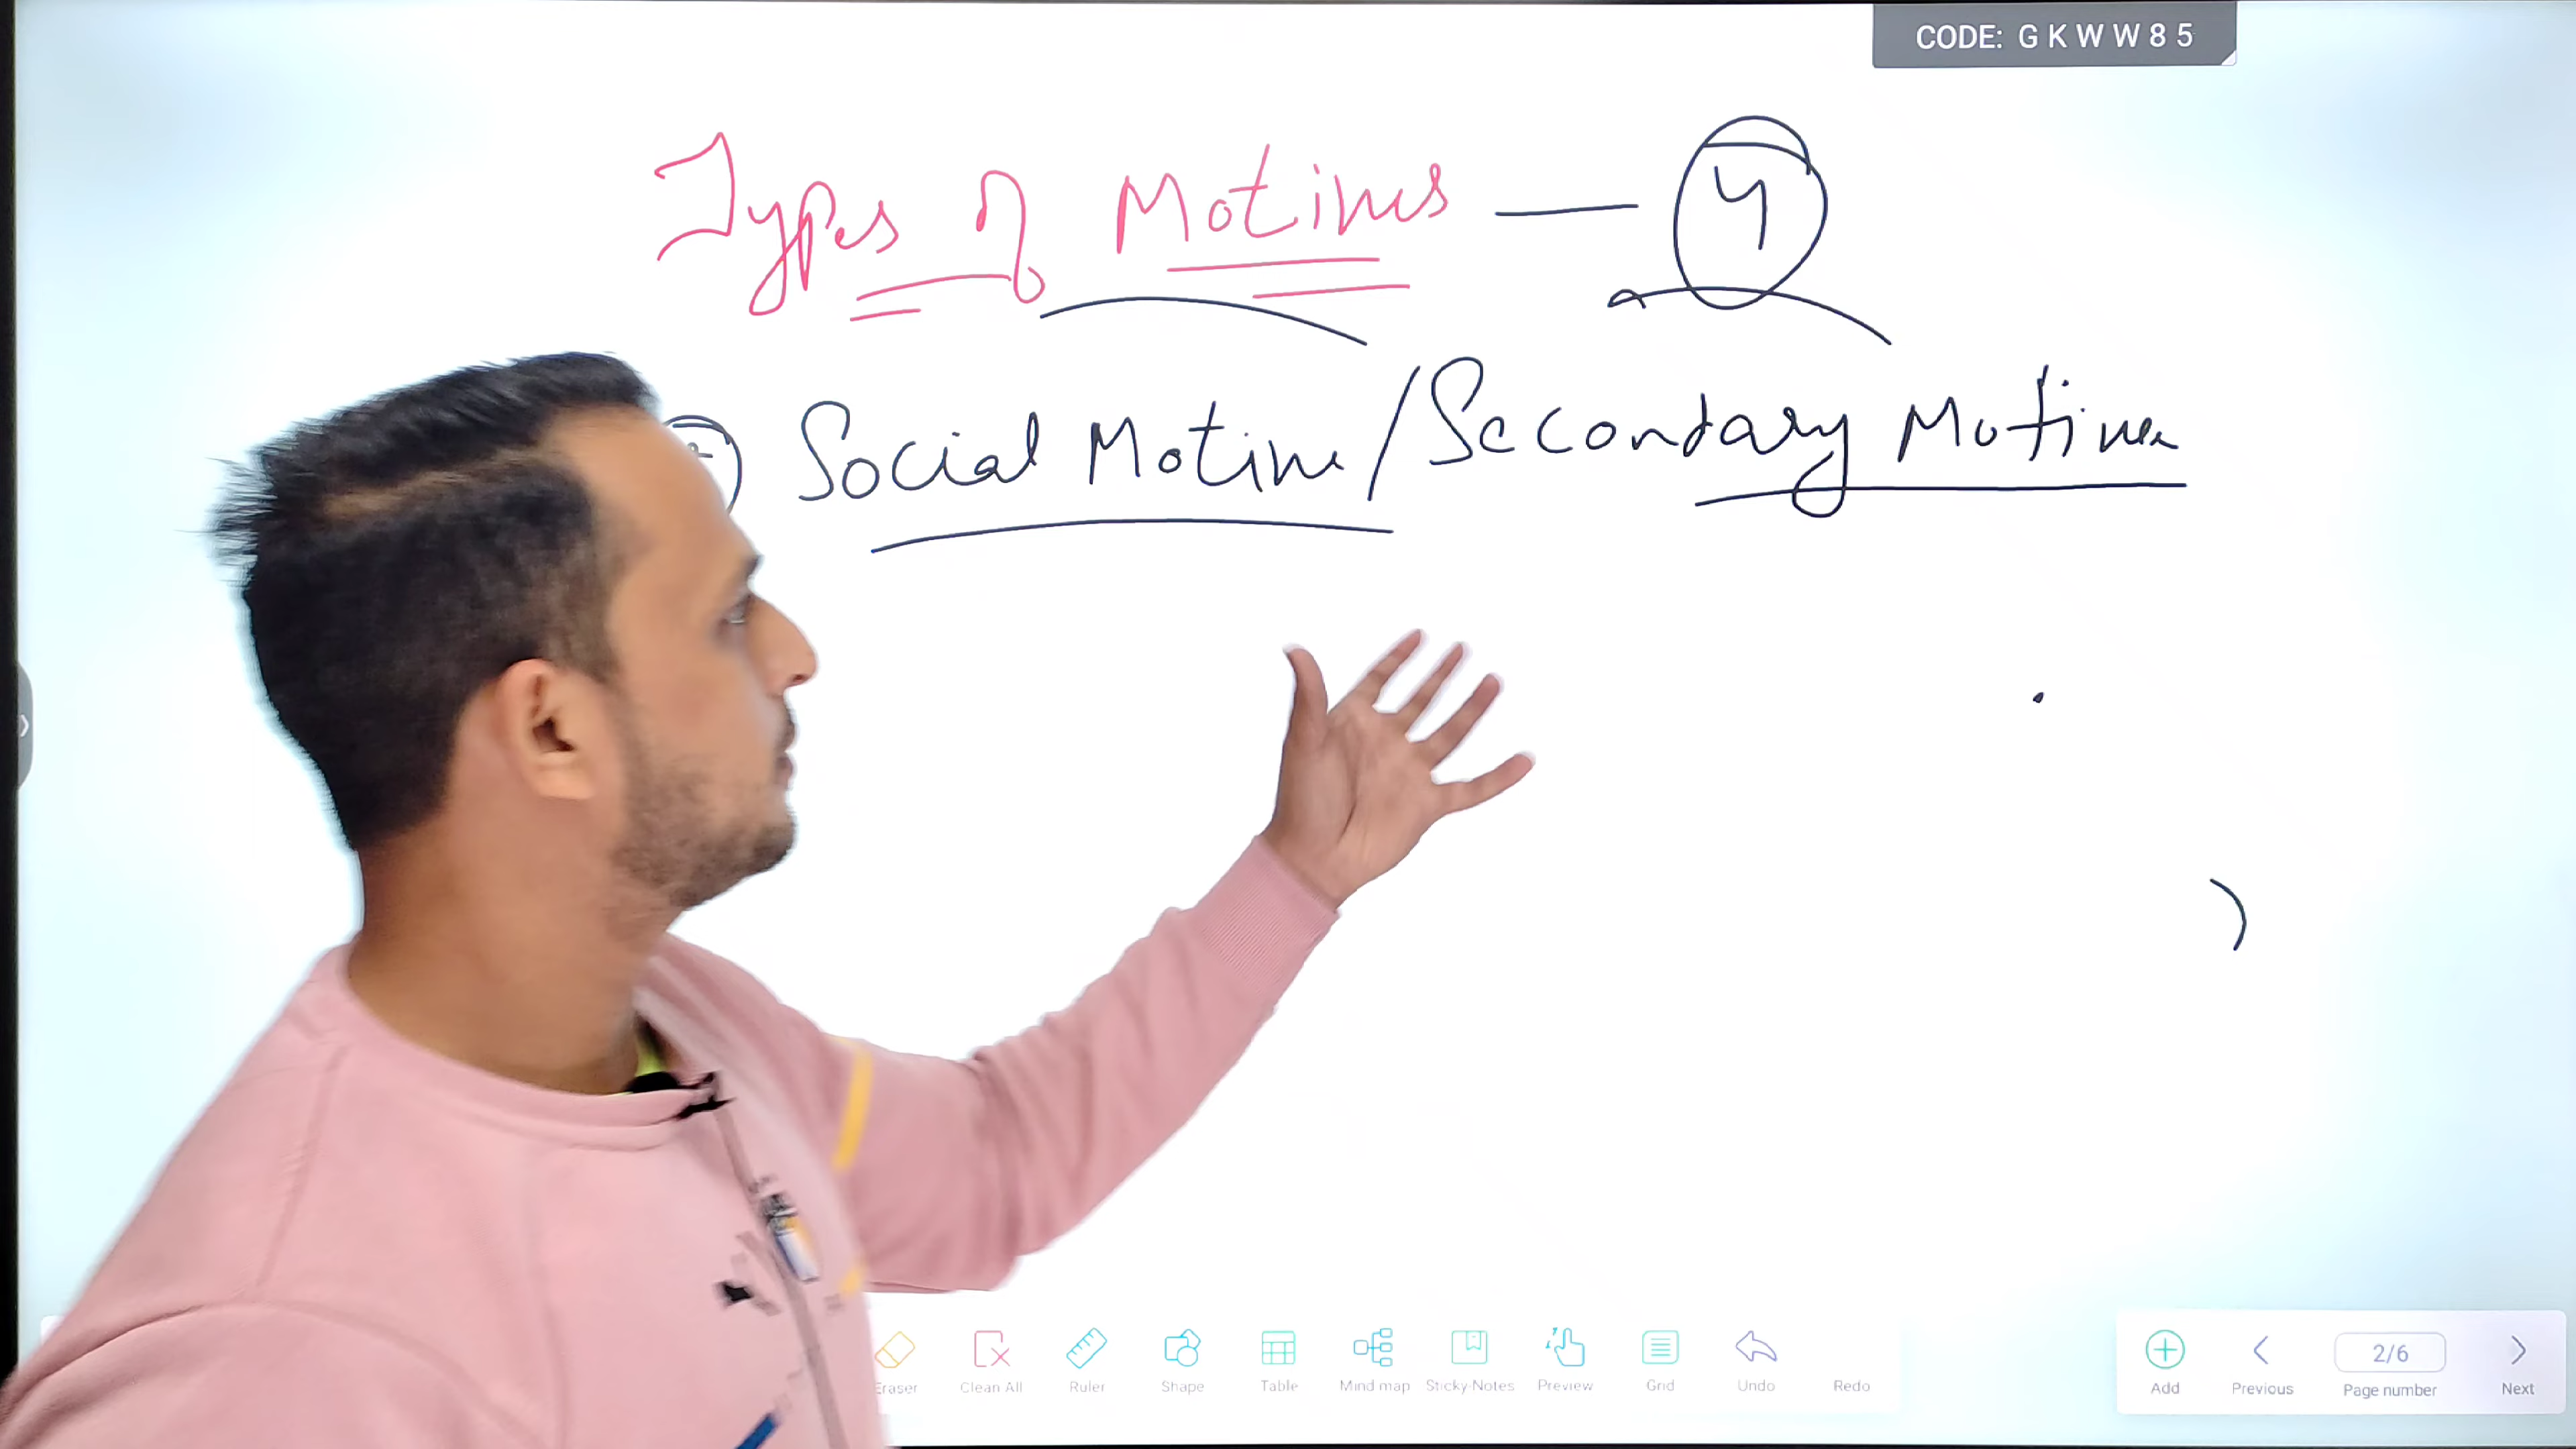 CODE: G K W W 8 5
Types of Motives — 4
Social Motive/Secondary Motive
Eraser
Clean All
Ruler
Shape
Table
Mind map
Sticky Notes
Preview
Grid
Undo
Redo
Add
Previous
2/6
Page number
Next